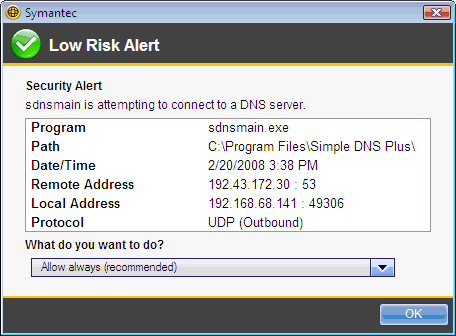 Symantec
Low Risk Alert
Security Alert
sdnsmain is attempting to connect to a DNS server.
Program sdnsmain.exe
Path C:\Program Files\Simple DNS Plus\
Date/Time 2/20/2008 3:38 PM
Remote Address 192.43.172.30 : 53
Local Address 192.168.68.141 : 49306
Protocol UDP (Outbound)
What do you want to do?
Allow always (recommended)
OK